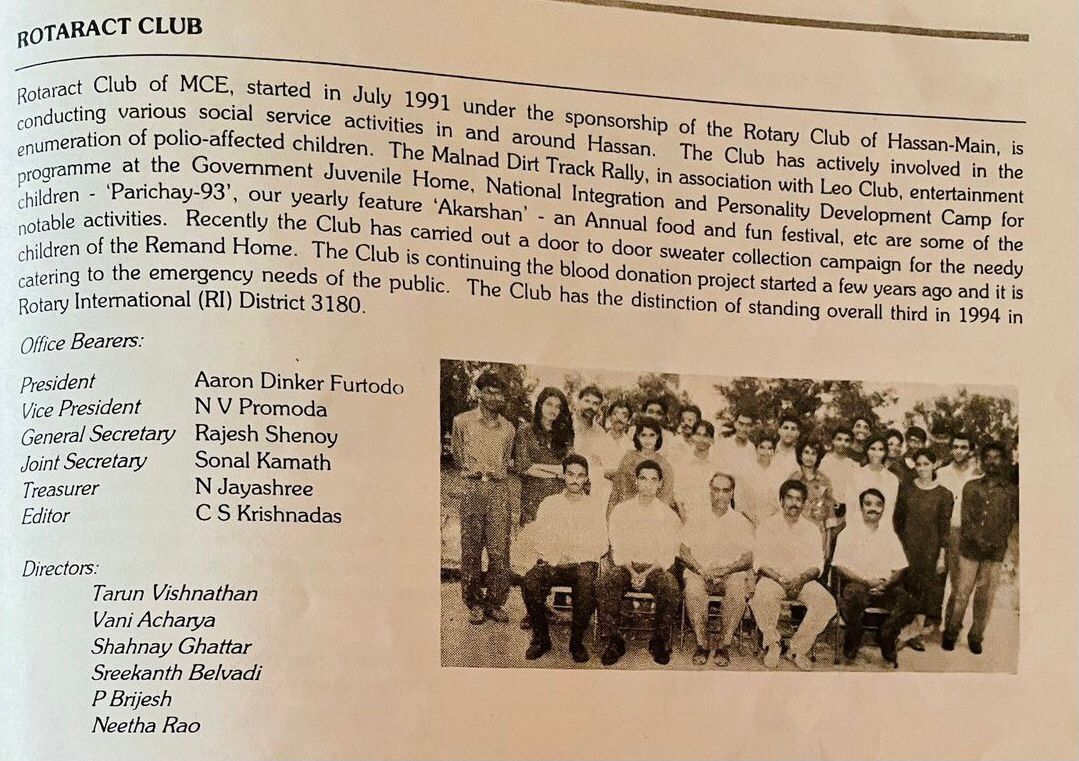 ROTARACT CLUB
Rotaract Club of MCE, started in July 1991 under the sponsorship of the Rotary Club of Hassan-Main, is
conducting various social service activities in and around Hassan. The Club has actively involved in the
enumeration of polio-affected children. The Malnad Dirt Track Rally, in association with Leo Club, entertainment
programme at the Government Juvenile Home, National Integration and Personality Development Camp for
children - ‘Parichay-93’, our yearly feature ‘Akarshan’ - an Annual food and fun festival, etc are some of the
notable activities. Recently the Club has carried out a door to door sweater collection campaign for the needy
children of the Remand Home. The Club is continuing the blood donation project started a few years ago and it is
catering to the emergency needs of the public. The Club has the distinction of standing overall third in 1994 in
Rotary International (RI) District 3180.
Office Bearers:
President Aaron Dinker Furtodo
Vice President N V Promoda
General Secretary Rajesh Shenoy
Joint Secretary Sonal Kamath
Treasurer N Jayashree
Editor C S Krishnadas
Directors:
Tarun Vishnathan
Vani Acharya
Shahnay Ghattar
Sreekanth Belvadi
P Brijesh
Neetha Rao